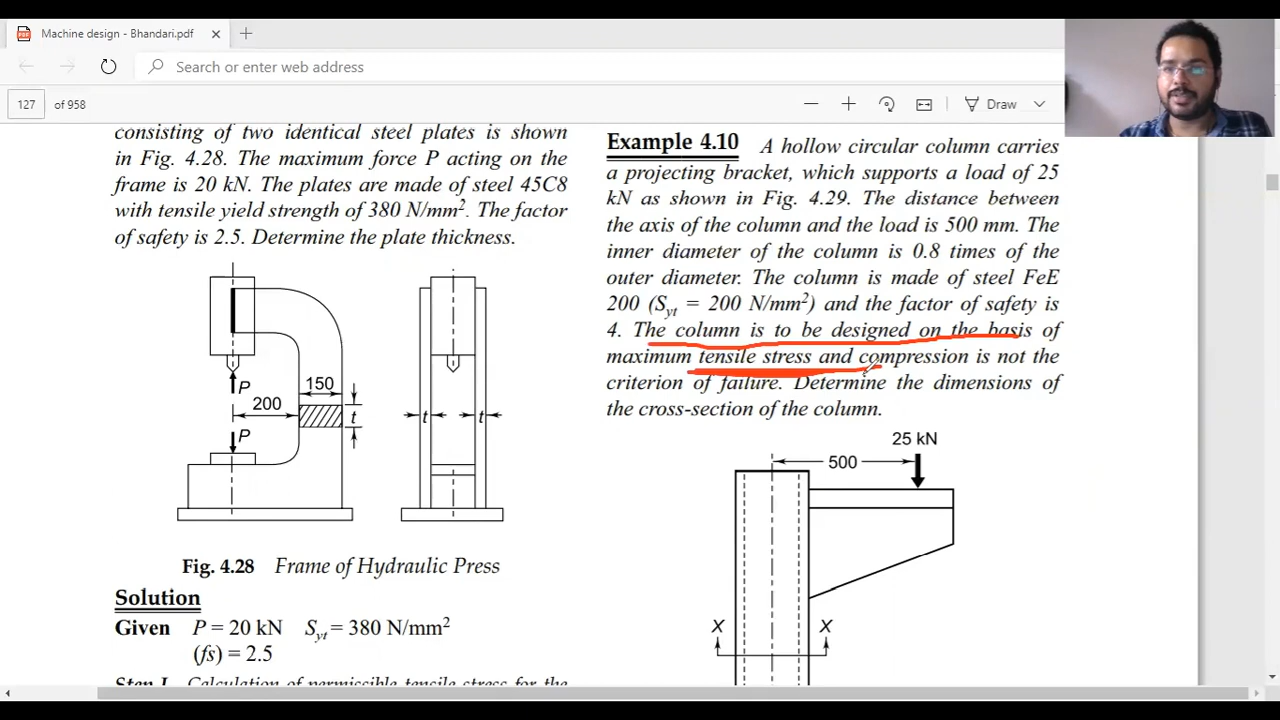 Machine design - Bhandari.pdf
Search or enter web address
127 of 958
Draw
consisting of two identical steel plates is shown
in Fig. 4.28. The maximum force P acting on the
frame is 20 kN. The plates are made of steel 45C8
with tensile yield strength of 380 N/mm². The factor
of safety is 2.5. Determine the plate thickness.
P
200
150
t
P
t
t
Fig. 4.28 Frame of Hydraulic Press
Solution
Given P = 20 kN Syt = 380 N/mm²
(fs) = 2.5
Step I Calculation of permissible tensile stress for the
Example 4.10 A hollow circular column carries
a projecting bracket, which supports a load of 25
kN as shown in Fig. 4.29. The distance between
the axis of the column and the load is 500 mm. The
inner diameter of the column is 0.8 times of the
outer diameter. The column is made of steel FeE
200 (Syt = 200 N/mm²) and the factor of safety is
4. The column is to be designed on the basis of
maximum tensile stress and compression is not the
criterion of failure. Determine the dimensions of
the cross-section of the column.
25 kN
500
X X